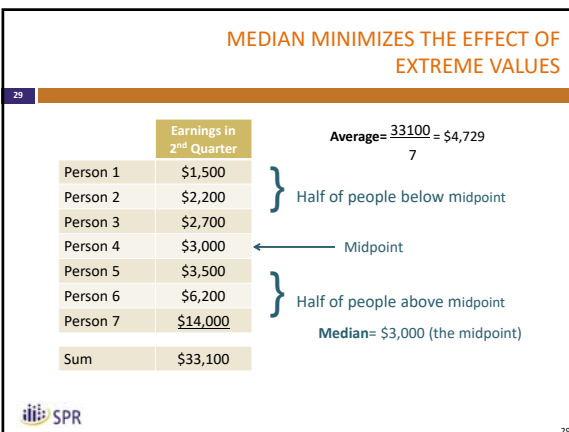 MEDIAN MINIMIZES THE EFFECT OF
EXTREME VALUES
29
Earnings in
2nd Quarter
Person 1 $1,500
Person 2 $2,200
Person 3 $2,700
Person 4 $3,000
Person 5 $3,500
Person 6 $6,200
Person 7 $14,000
Sum $33,100
Average= 33100 = $4,729
7
Half of people below midpoint
Midpoint
Half of people above midpoint
Median= $3,000 (the midpoint)
SPR
29